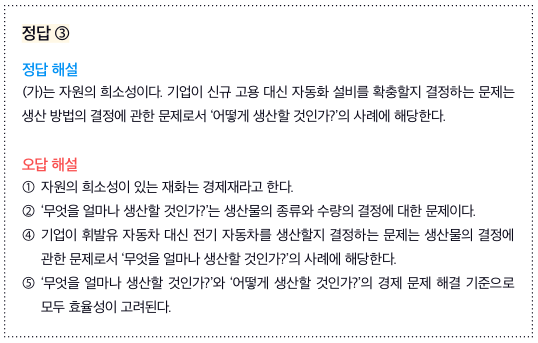 정답 ③
정답 해설
(가)는 자원의 희소성이다. 기업이 신규 고용 대신 자동화 설비를 확충할지 결정하는 문제는
생산 방법의 결정에 관한 문제로서 ‘어떻게 생산할 것인가?’의 사례에 해당한다.
오답 해설
① 자원의 희소성이 있는 재화는 경제재라고 한다.
② ‘무엇을 얼마나 생산할 것인가?’는 생산물의 종류와 수량의 결정에 대한 문제이다.
④ 기업이 휘발유 자동차 대신 전기 자동차를 생산할지 결정하는 문제는 생산물의 결정에
관한 문제로서 ‘무엇을 얼마나 생산할 것인가?’의 사례에 해당한다.
⑤ ‘무엇을 얼마나 생산할 것인가?’와 ‘어떻게 생산할 것인가?’의 경제 문제 해결 기준으로
모두 효율성이 고려된다.